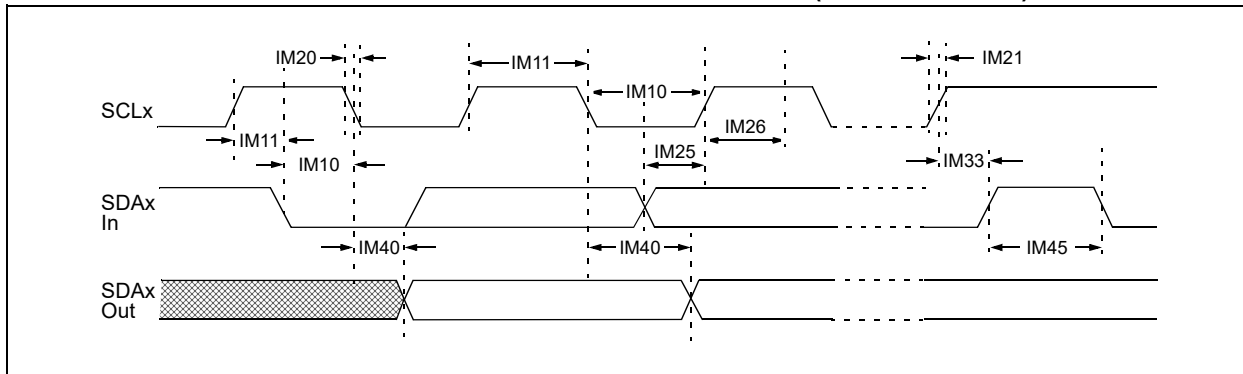 IM20
IM11
IM21
IM10
SCLx
IM11
IM26
IM10
IM25
IM33
SDAx
In
IM40
IM40
IM45
SDAx
Out